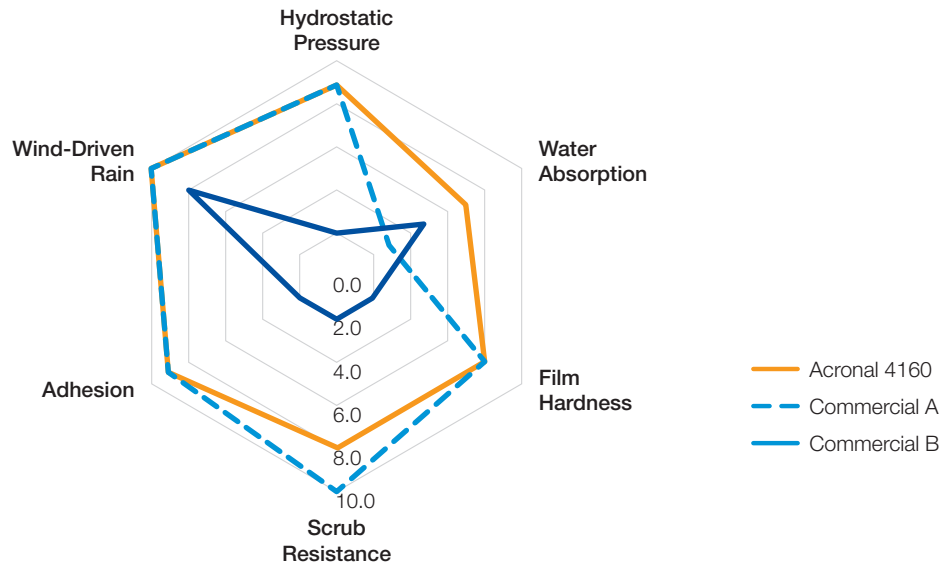 Hydrostatic
Pressure
Wind-Driven
Rain
Water
Absorption
0.0
2.0
4.0
6.0
8.0
10.0
Adhesion
Film
Hardness
Scrub
Resistance
Acronal 4160
Commercial A
Commercial B